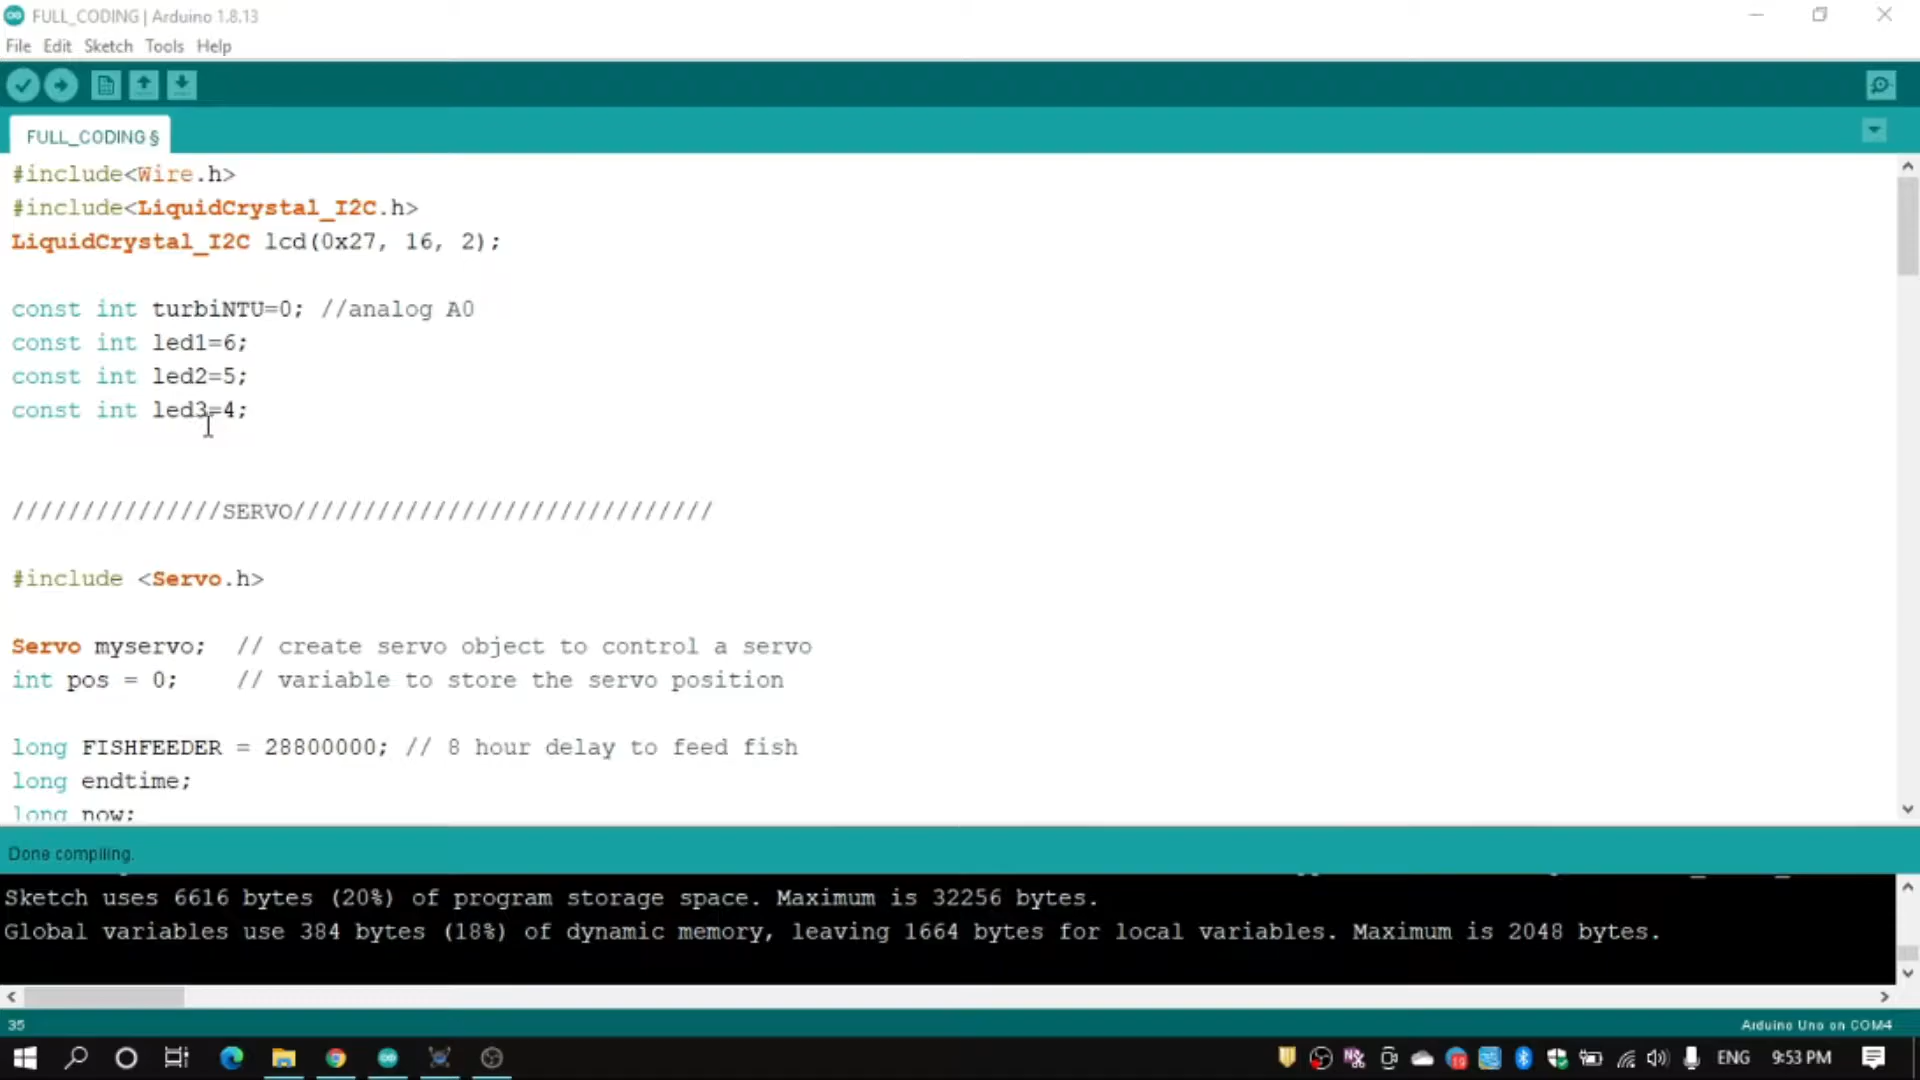 FULL_CODING | Arduino 1.8.13
File Edit Sketch Tools Help
FULL_CODING §
#include<Wire.h>
#include<LiquidCrystal_I2C.h>
LiquidCrystal_I2C lcd(0x27, 16, 2);
const int turbiNTU=0; //analog A0
const int led1=6;
const int led2=5;
const int led3=4;
///////////////SERVO//////////////////////////////
#include <Servo.h>
Servo myservo;  // create servo object to control a servo
int pos = 0;    // variable to store the servo position
long FISHFEEDER = 28800000; // 8 hour delay to feed fish
long endtime;
long now;
Done compiling.
Sketch uses 6616 bytes (20%) of program storage space. Maximum is 32256 bytes.
Global variables use 384 bytes (18%) of dynamic memory, leaving 1664 bytes for local variables. Maximum is 2048 bytes.
35
Arduino Uno on COM4
ENG 9:53 PM